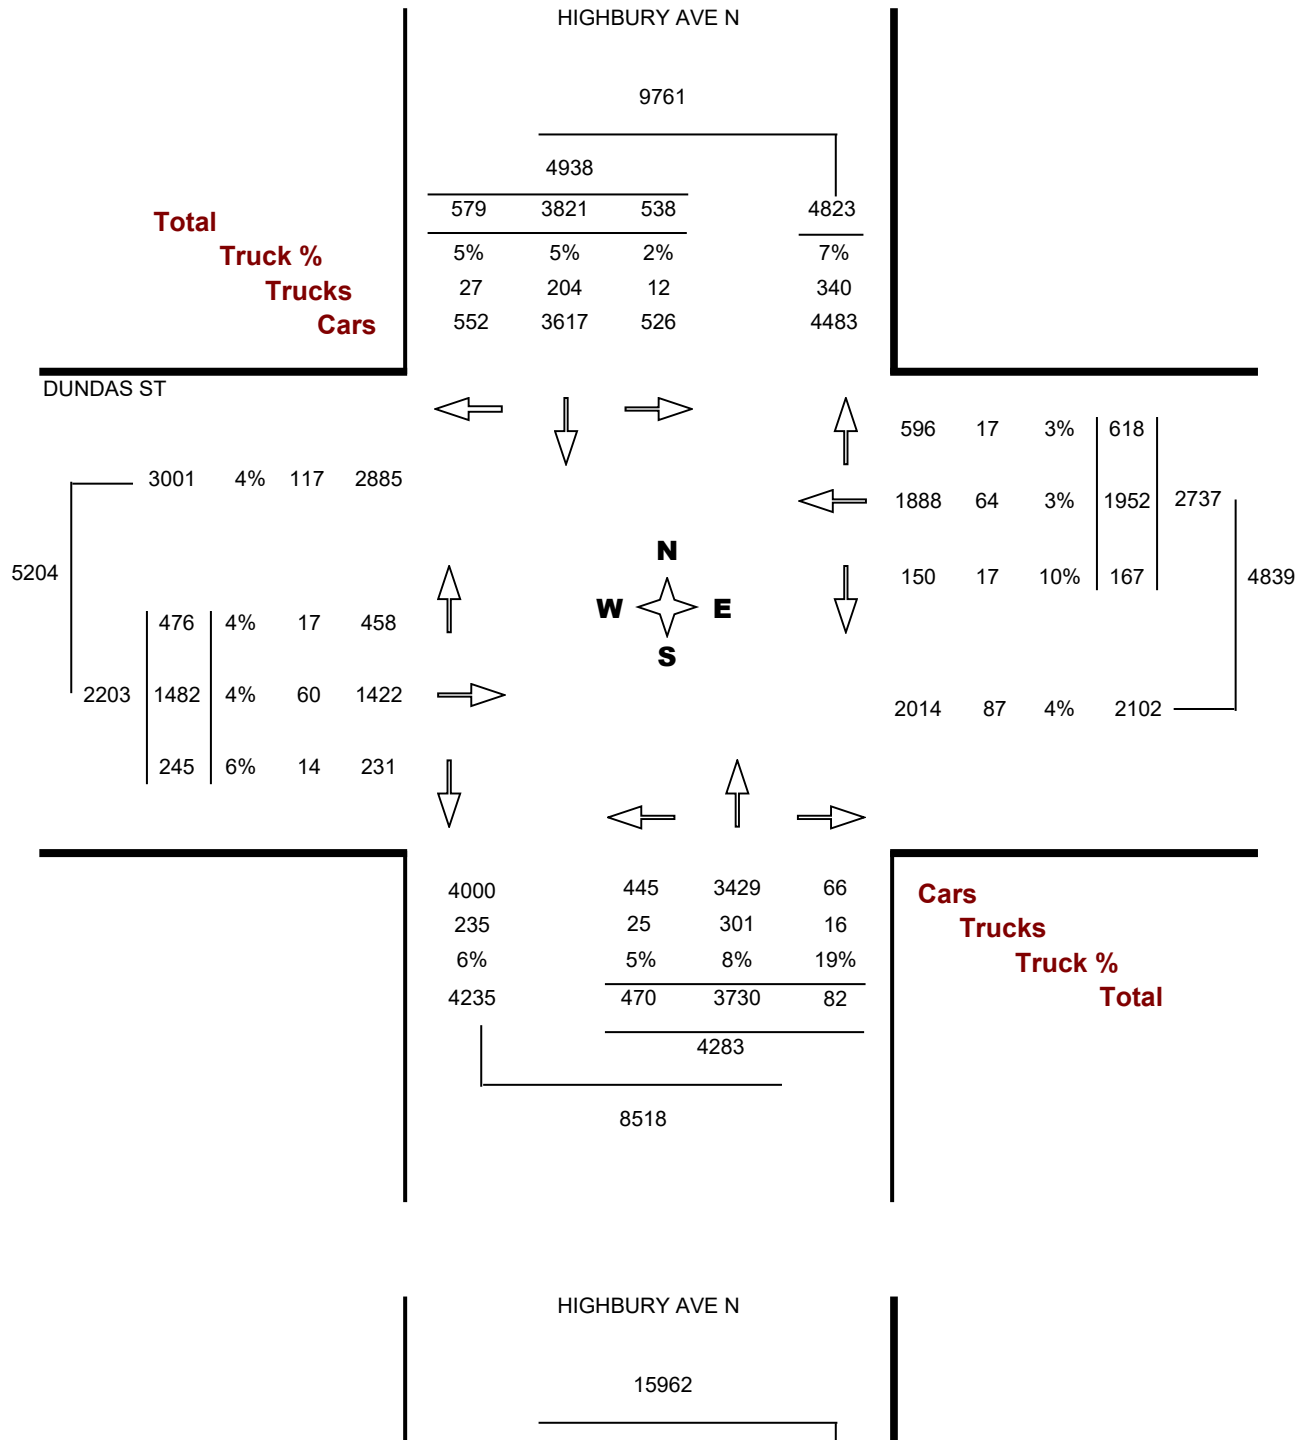 HIGHBURY AVE N
9761
4938
579 3821 538 4823
Total
5% 5% 2% 7%
Truck %
27 204 12 340
Trucks
552 3617 526 4483
Cars
DUNDAS ST
596 17 3% 618
3001 4% 117 2885
1888 64 3% 1952 2737
N
5204
150 17 10% 167 4839
W E
476 4% 17 458
S
2203 1482 4% 60 1422
2014 87 4% 2102
245 6% 14 231
4000 445 3429 66
Cars
235 25 301 16
Trucks
6% 5% 8% 19%
Truck %
4235 470 3730 82
Total
4283
8518
HIGHBURY AVE N
15962